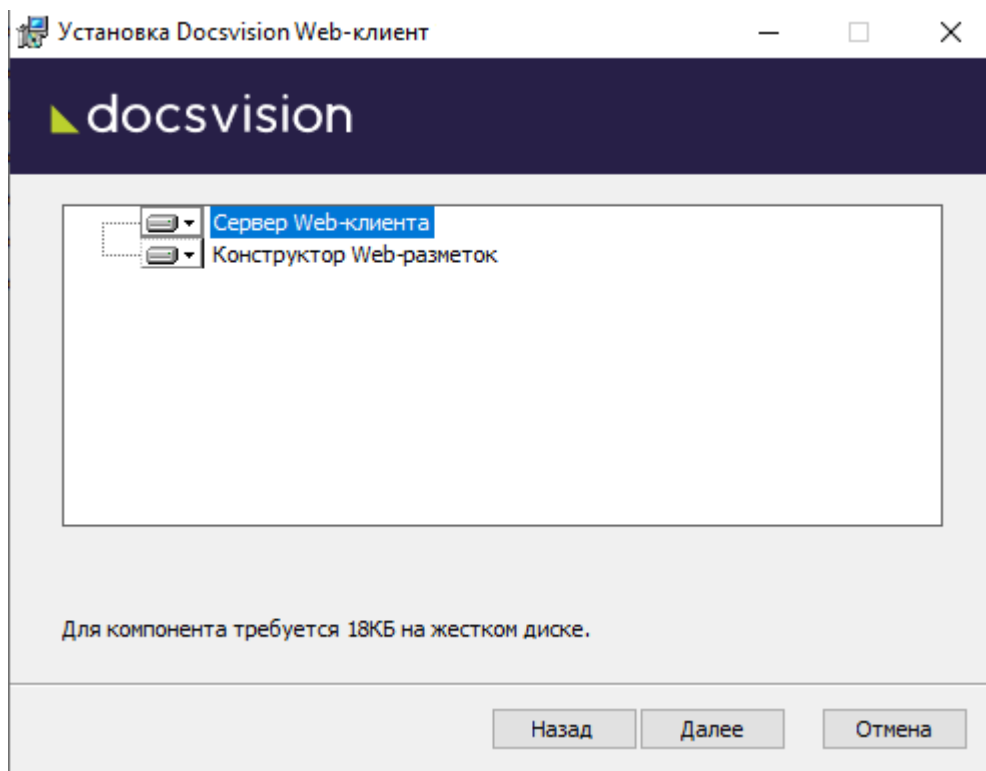 Установка Docsvision Web-клиент
docsvision
Сервер Web-клиента
Конструктор Web-разметок
Для компонента требуется 18КБ на жестком диске.
Назад Далее Отмена